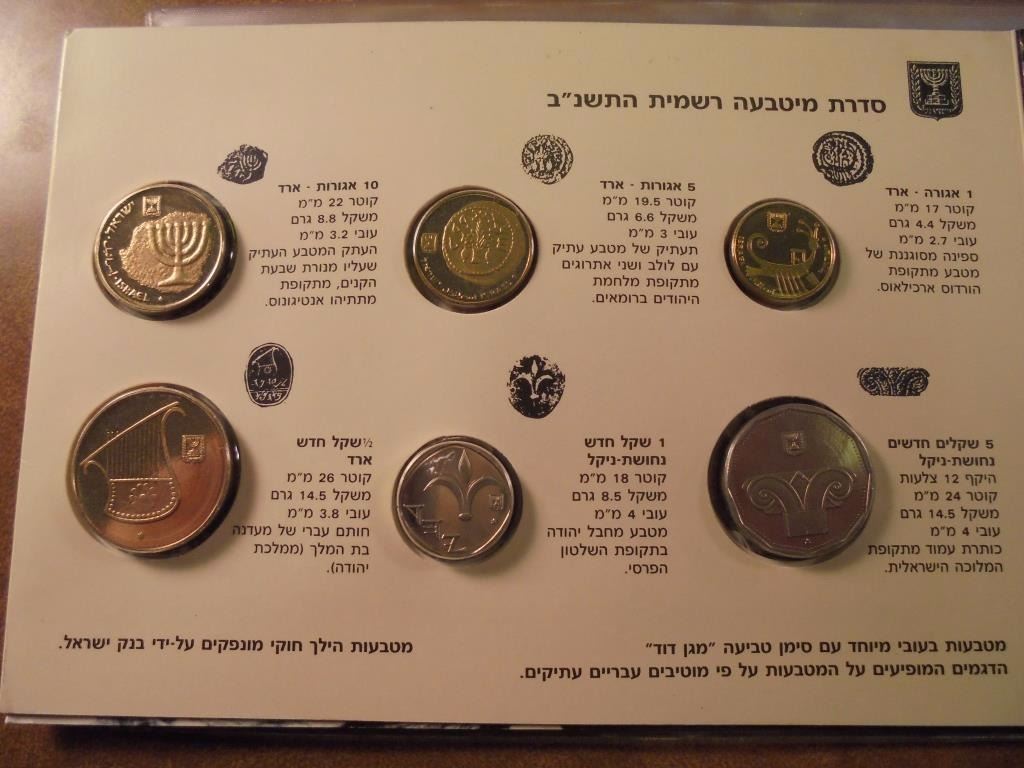 סדרת מיטבעה רשמית התשנ"ב
1 אגורה - ארד
קוטר 17 מ"מ
משקל 4.4 גרם
עובי 2.7 מ"מ
ספינה מסוגננת של
מטבע מתקופת
הורדוס ארכילאוס.
5 אגורות - ארד
קוטר 19.5 מ"מ
משקל 6.6 גרם
עובי 3 מ"מ
תעתיק של מטבע עתיק
עם לולב ושני אתרוגים
מתקופת מלחמת
היהודים ברומאים.
10 אגורות - ארד
קוטר 22 מ"מ
משקל 8.8 גרם
עובי 3.2 מ"מ
העתק המטבע העתיק
שעליו מנורת שבעת
הקנים, מתקופת
מתתיהו אנטיגונוס.
ישראל
ISRAEL
5 שקלים חדשים
נחושת-ניקל
היקף 12 צלעות
קוטר 24 מ"מ
משקל 14.5 גרם
עובי 4 מ"מ
כותרת עמוד מתקופת
המלוכה הישראלית.
1 שקל חדש
נחושת-ניקל
קוטר 18 מ"מ
משקל 8.5 גרם
עובי 4 מ"מ
מטבע מחבל יהודה
בתקופת השלטון
הפרסי.
½ שקל חדש
ארד
קוטר 26 מ"מ
משקל 14.5 גרם
עובי 3.8 מ"מ
חותם עברי של מעדנה
בת המלך (ממלכת
יהודה).
מטבעות בעובי מיוחד עם סימן טביעה "מגן דוד"
הדגמים המופיעים על המטבעות על פי מוטיבים עבריים עתיקים.
מטבעות הילך חוקי מונפקים על-ידי בנק ישראל.